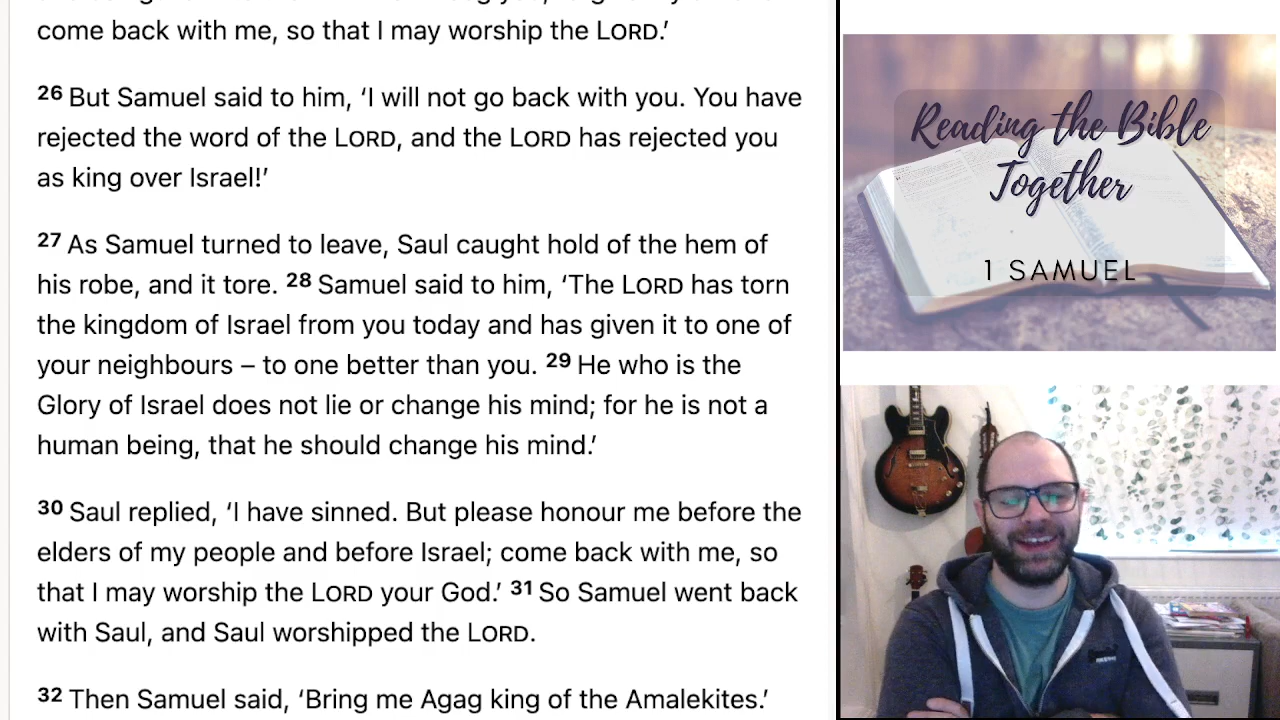 come back with me, so that I may worship the LORD.’
26 But Samuel said to him, ‘I will not go back with you. You have
rejected the word of the LORD, and the LORD has rejected you
as king over Israel!’
27 As Samuel turned to leave, Saul caught hold of the hem of
his robe, and it tore. 28 Samuel said to him, ‘The LORD has torn
the kingdom of Israel from you today and has given it to one of
your neighbours – to one better than you. 29 He who is the
Glory of Israel does not lie or change his mind; for he is not a
human being, that he should change his mind.’
30 Saul replied, ‘I have sinned. But please honour me before the
elders of my people and before Israel; come back with me, so
that I may worship the LORD your God.’ 31 So Samuel went back
with Saul, and Saul worshipped the LORD.
32 Then Samuel said, ‘Bring me Agag king of the Amalekites.’
Reading the Bible
Together
1 SAMUEL